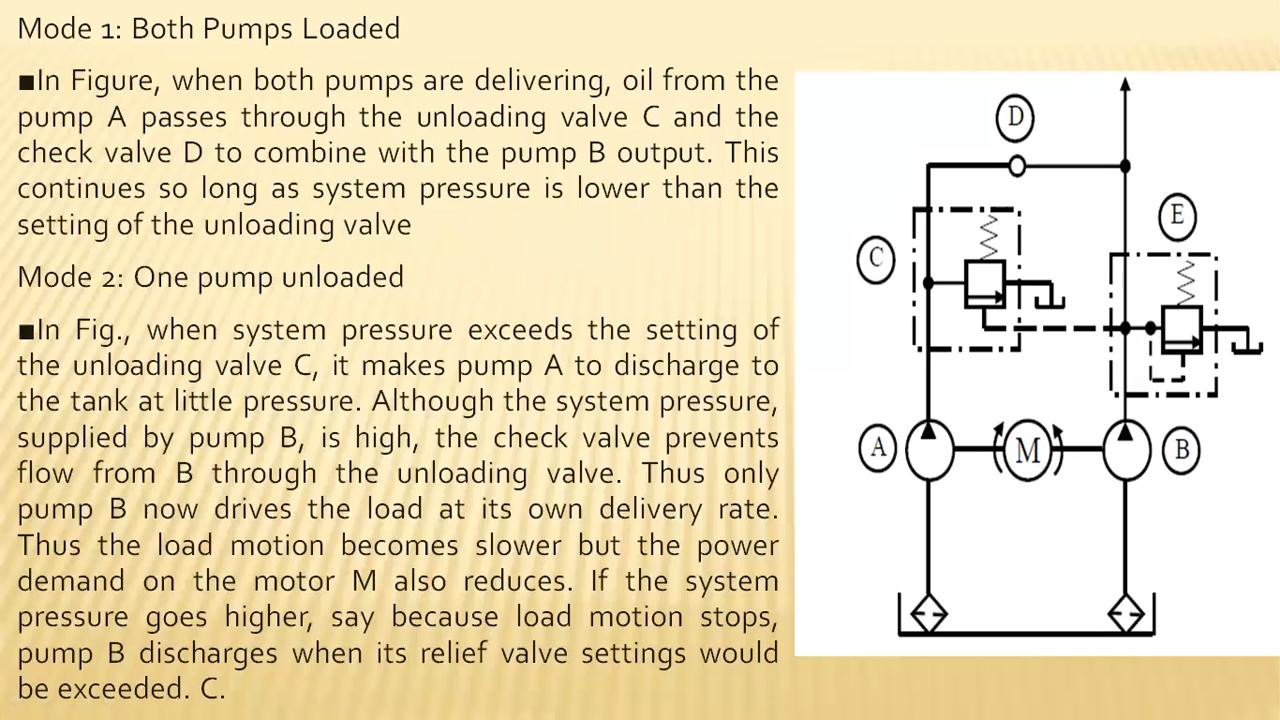 Mode 1: Both Pumps Loaded
■In Figure, when both pumps are delivering, oil from the
pump A passes through the unloading valve C and the
check valve D to combine with the pump B output. This
continues so long as system pressure is lower than the
setting of the unloading valve
Mode 2: One pump unloaded
■In Fig., when system pressure exceeds the setting of
the unloading valve C, it makes pump A to discharge to
the tank at little pressure. Although the system pressure,
supplied by pump B, is high, the check valve prevents
flow from B through the unloading valve. Thus only
pump B now drives the load at its own delivery rate.
Thus the load motion becomes slower but the power
demand on the motor M also reduces. If the system
pressure goes higher, say because load motion stops,
pump B discharges when its relief valve settings would
be exceeded. C.
D
E
C
A
M
B